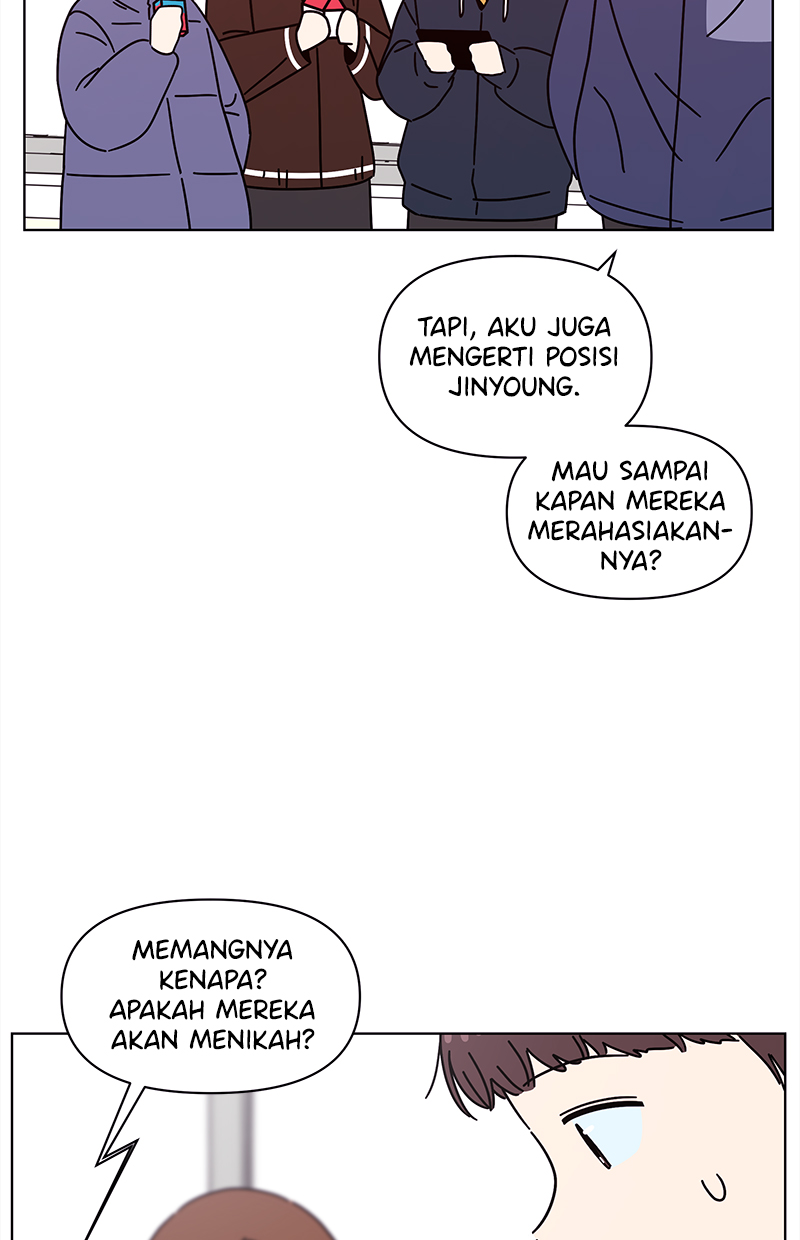 TAPI, AKU JUGA
MENGERTI POSISI
JINYOUNG.
MAU SAMPAI
KAPAN MEREKA
MERAHASIAKAN-
NYA?
MEMANGNYA
KENAPA?
APAKAH MEREKA
AKAN MENIKAH?